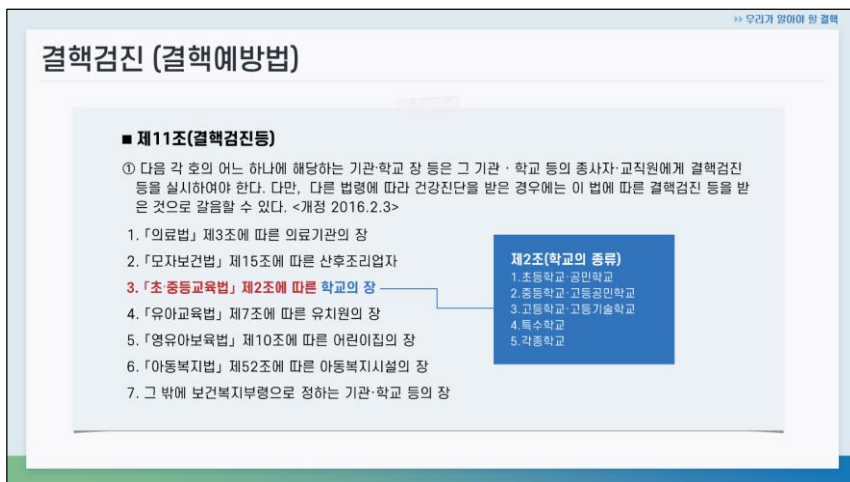 >> 우리가 알아야 할 결핵
결핵검진 (결핵예방법)
■ 제11조(결핵검진등)
① 다음 각 호의 어느 하나에 해당하는 기관·학교 장 등은 그 기관 · 학교 등의 종사자·교직원에게 결핵검진
등을 실시하여야 한다. 다만, 다른 법령에 따라 건강진단을 받은 경우에는 이 법에 따른 결핵검진 등을 받
은 것으로 갈음할 수 있다. <개정 2016.2.3>
1. 「의료법」 제3조에 따른 의료기관의 장
2. 「모자보건법」 제15조에 따른 산후조리업자
3. 「초·중등교육법」 제2조에 따른 학교의 장
4. 「유아교육법」 제7조에 따른 유치원의 장
5. 「영유아보육법」 제10조에 따른 어린이집의 장
6. 「아동복지법」 제52조에 따른 아동복지시설의 장
7. 그 밖에 보건복지부령으로 정하는 기관·학교 등의 장
제2조(학교의 종류)
1.초등학교·공민학교
2.중등학교·고등공민학교
3.고등학교·고등기술학교
4.특수학교
5.각종학교